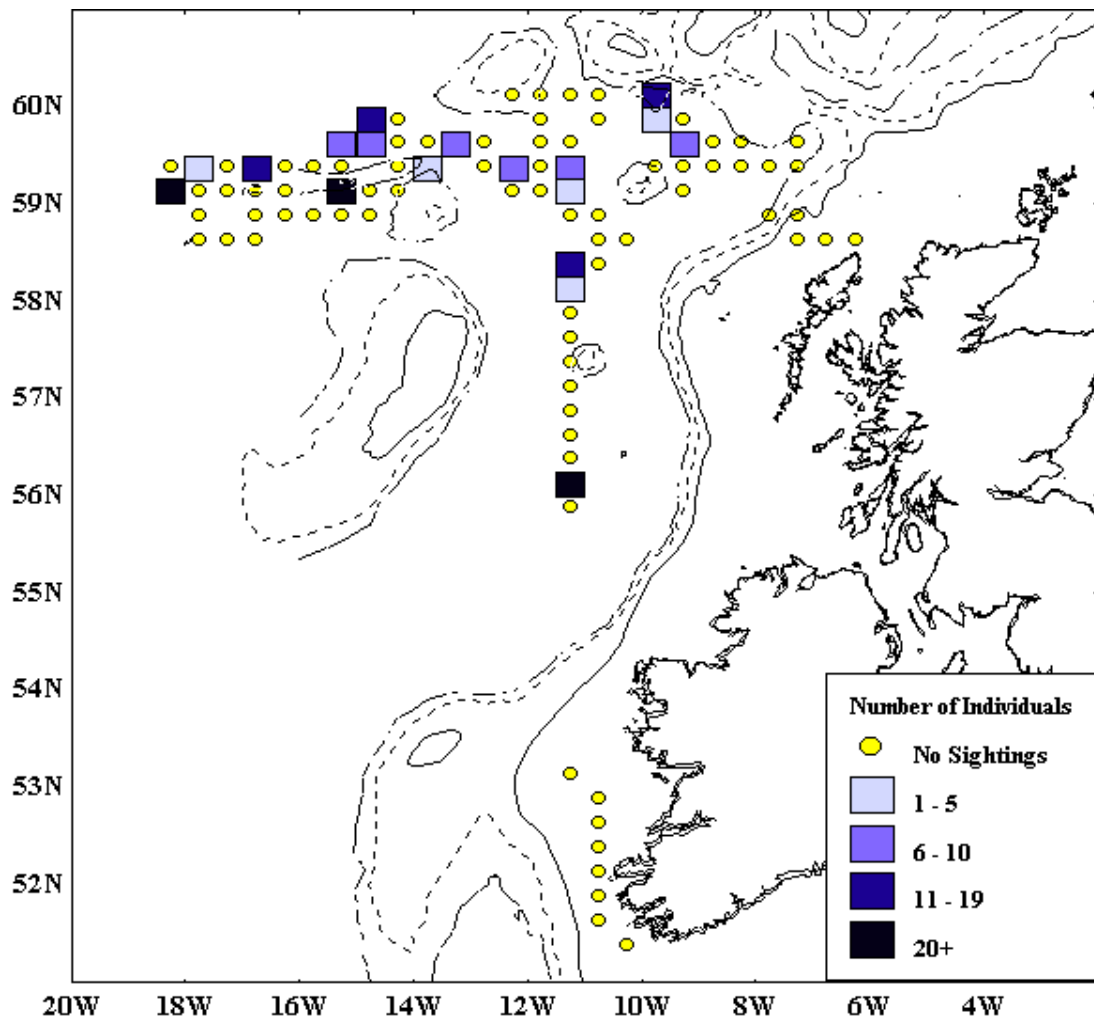 60N
59N
58N
57N
56N
55N
54N
53N
52N
Number of Individuals
No Sightings
1 - 5
6 - 10
11 - 19
20+
20W 18W 16W 14W 12W 10W 8W 6W 4W